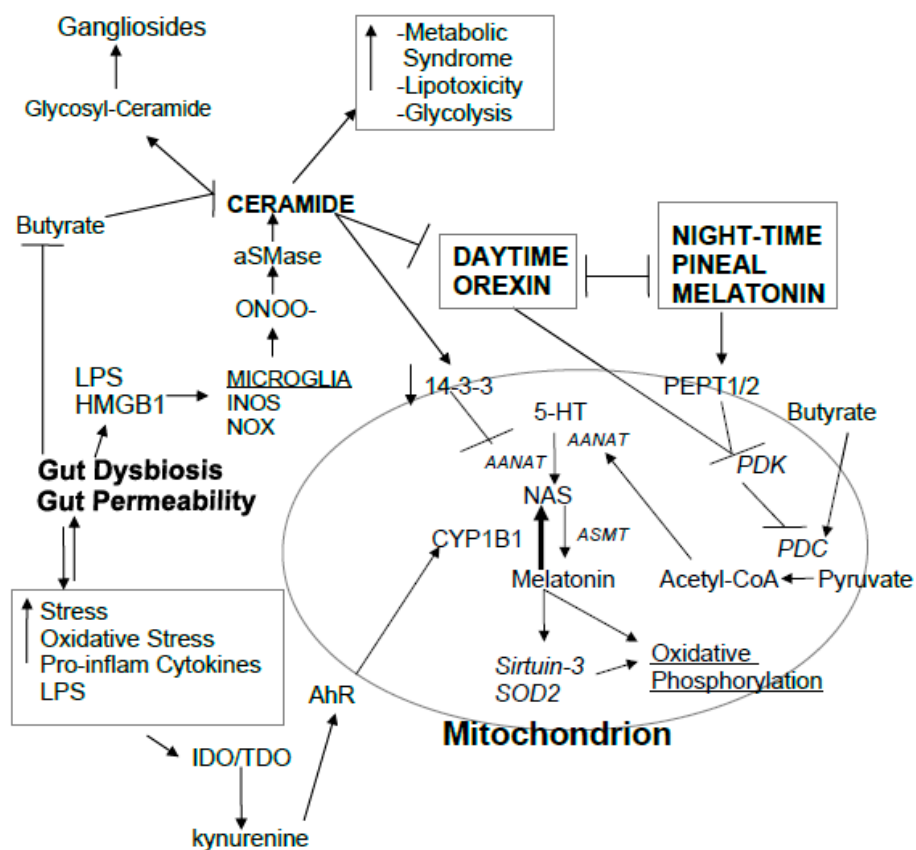 Gangliosides
Glycosyl-Ceramide
-Metabolic
Syndrome
-Lipotoxicity
-Glycolysis
Butyrate
CERAMIDE
aSMase
ONOO-
DAYTIME
OREXIN
NIGHT-TIME
PINEAL
MELATONIN
LPS
HMGB1
MICROGLIA
INOS
NOX
14-3-3
PEPT1/2
Butyrate
5-HT
AANAT
AANAT
PDK
Gut Dysbiosis
Gut Permeability
NAS
CYP1B1
ASMT
PDC
Melatonin
Acetyl-CoA
Pyruvate
Stress
Oxidative Stress
Pro-inflam Cytokines
LPS
Sirtuin-3
SOD2
Oxidative
Phosphorylation
AhR
Mitochondrion
IDO/TDO
kynurenine